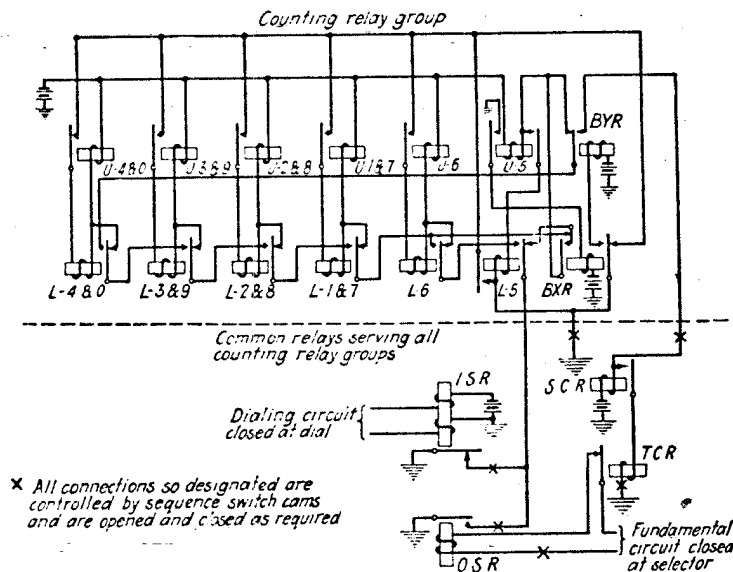 Counting relay group
BYR
U-4&0 U-3&9 U-2&8 U-1&7 U-6 U-5
L-4&0 L-3&9 L-2&8 L-1&7 L-6 L-5 BXR
Common relays serving all
counting relay groups
ISR
SCR
Dialing circuit
closed at dial
TCR
× All connections so designated are
controlled by sequence switch cams
and are opened and closed as required
OSR
Fundamental
circuit closed
at selector